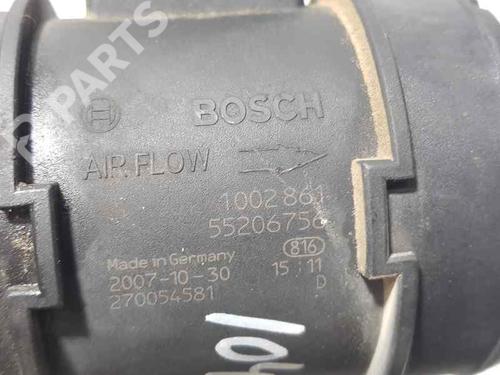 B PARTS
BOSCH
AIR FLOW
1002861
55206756
816
Made in Germany
2007-10-30 15 11
270054581 D